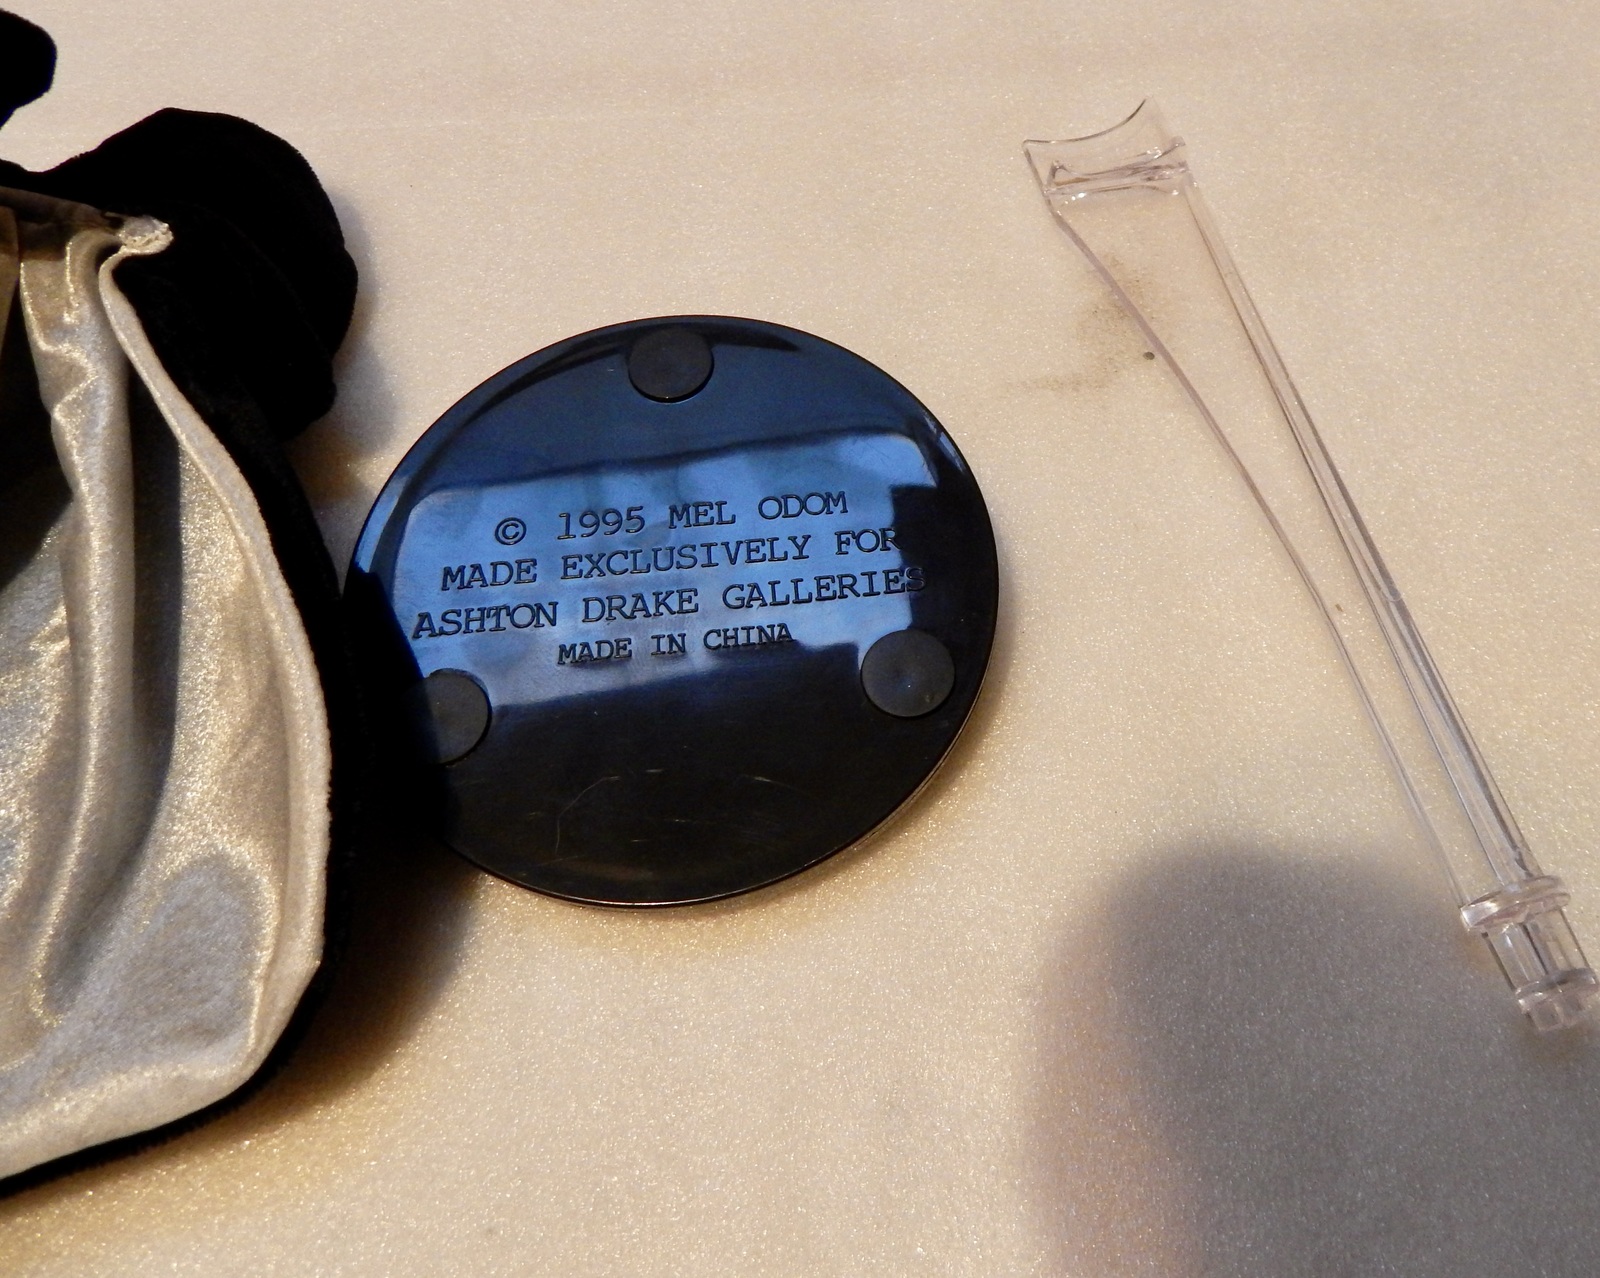 © 1995 MEL ODOM
MADE EXCLUSIVELY FOR
ASHTON DRAKE GALLERIES
MADE IN CHINA